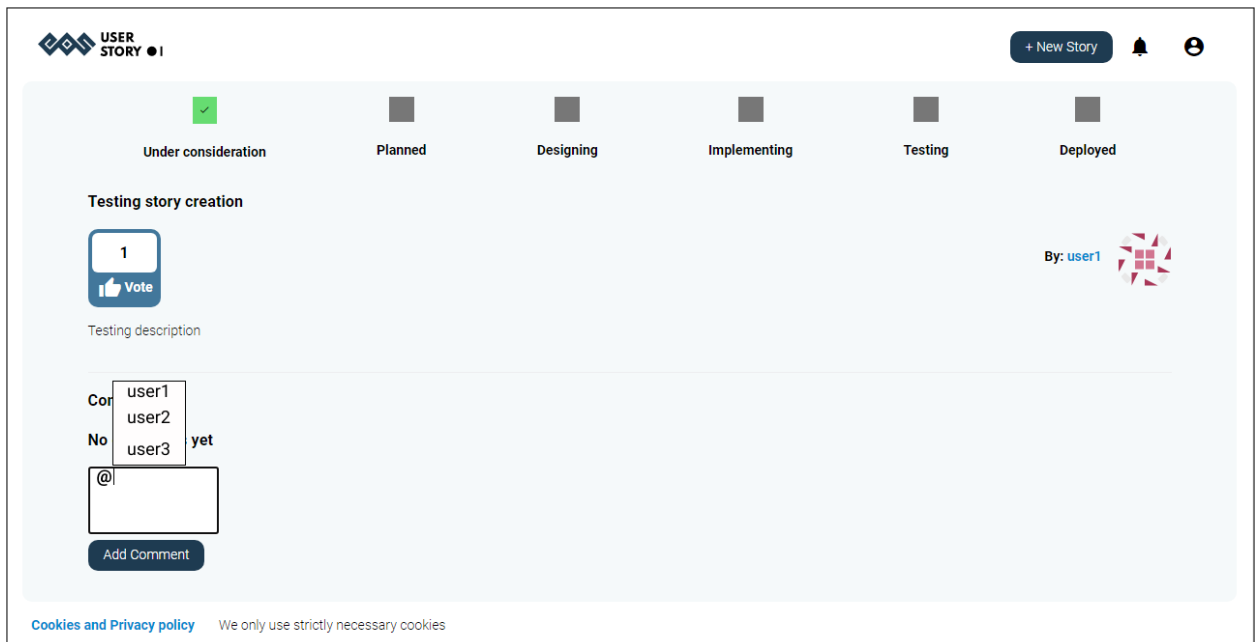 USER
STORY
+ New Story
Under consideration
Planned
Designing
Implementing
Testing
Deployed
Testing story creation
1
Vote
By: user1
Testing description
Co
user1
user2
No
user3
yet
@
Add Comment
Cookies and Privacy policy We only use strictly necessary cookies